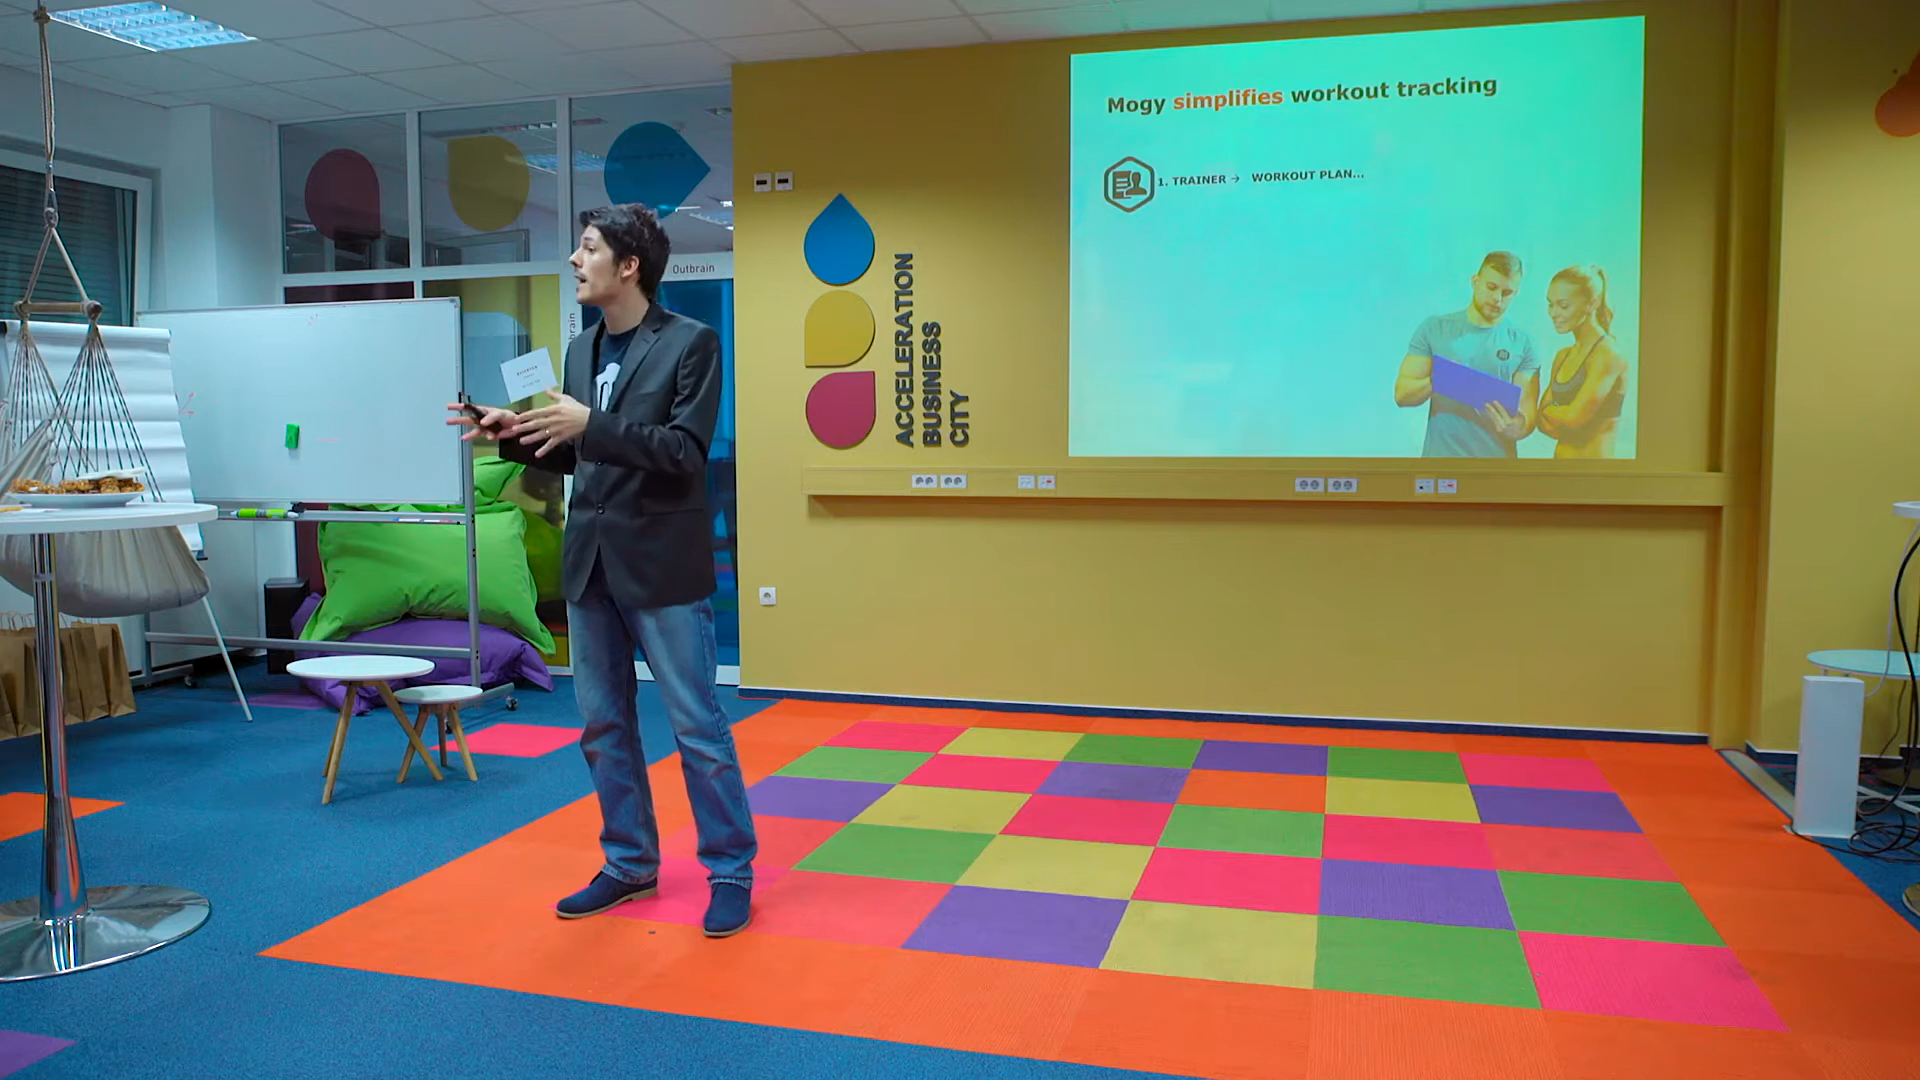 Mogy simplifies workout tracking
1. TRAINER → WORKOUT PLAN...
ACCELERATION
BUSINESS
CITY
Outbrain